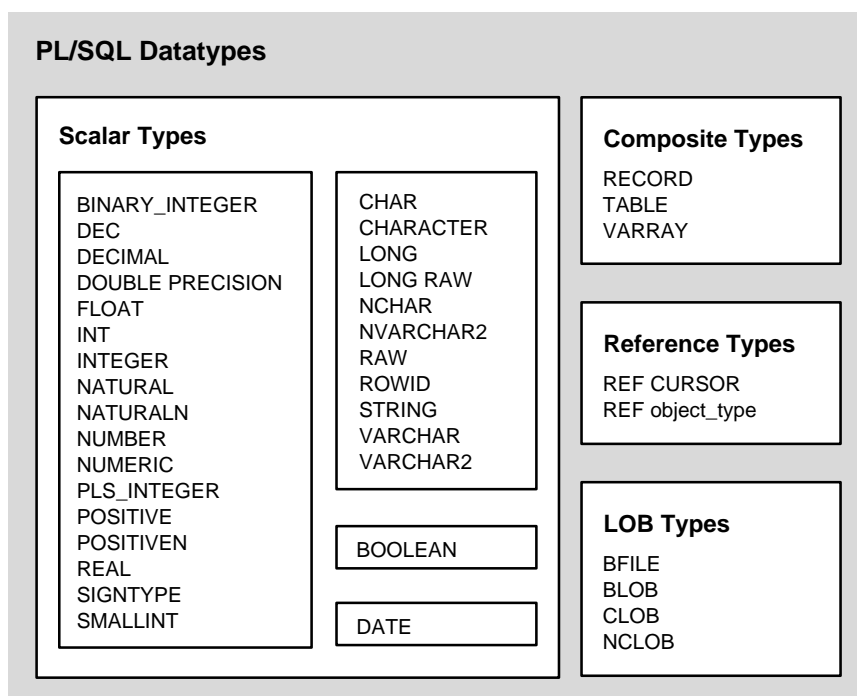 PL/SQL Datatypes
Scalar Types
BINARY_INTEGER
DEC
DECIMAL
DOUBLE PRECISION
FLOAT
INT
INTEGER
NATURAL
NATURALN
NUMBER
NUMERIC
PLS_INTEGER
POSITIVE
POSITIVEN
REAL
SIGNTYPE
SMALLINT
CHAR
CHARACTER
LONG
LONG RAW
NCHAR
NVARCHAR2
RAW
ROWID
STRING
VARCHAR
VARCHAR2
BOOLEAN
DATE
Composite Types
RECORD
TABLE
VARRAY
Reference Types
REF CURSOR
REF object_type
LOB Types
BFILE
BLOB
CLOB
NCLOB